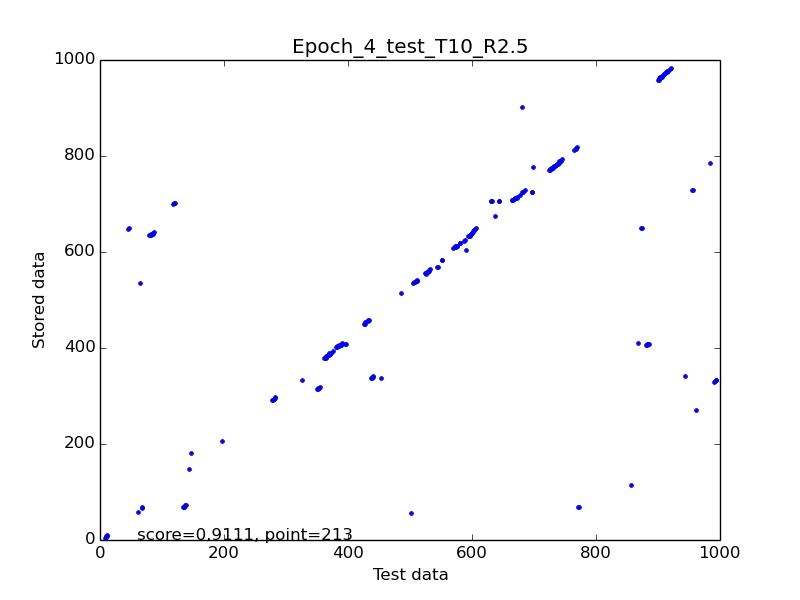 Epoch_4_test_T10_R2.5
1000
800
600
400
200
0
Stored data
score=0.9111, point=213
0 200 400 600 800 1000
Test data